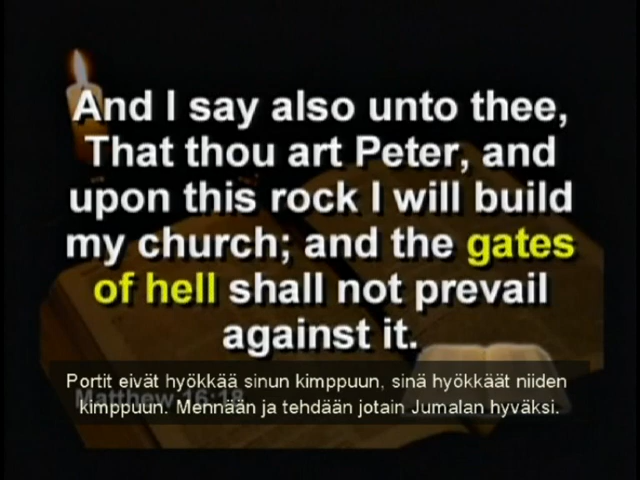 And I say also unto thee,
That thou art Peter, and
upon this rock I will build
my church; and the gates
of hell shall not prevail
against it.
Portit eivät hyökkää sinun kimppuun, sinä hyökkäät niiden
kimppuun. Mennään ja tehdään jotain Jumalan hyväksi.
Matthew 16:18